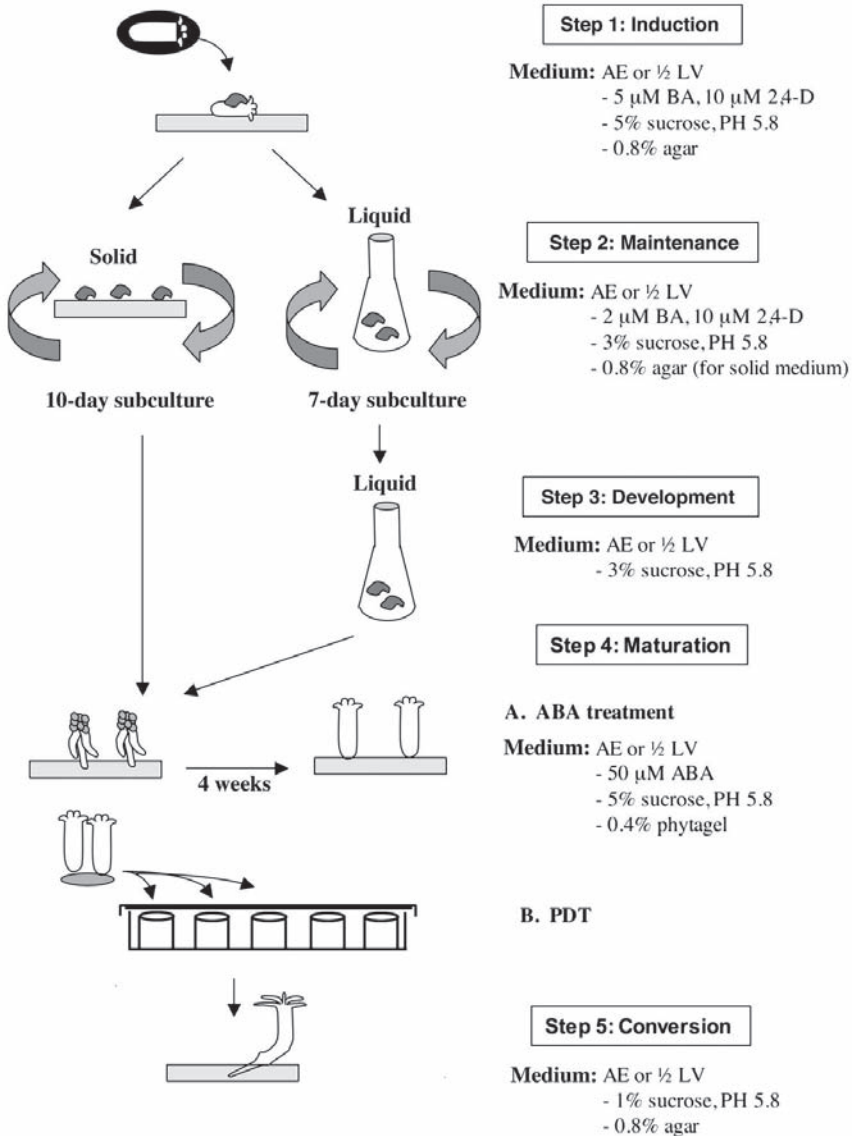 Step 1: Induction
Medium: AE or ½ LV
- 5 μM BA, 10 μM 2,4-D
- 5% sucrose, PH 5.8
- 0.8% agar
Solid
Liquid
10-day subculture
7-day subculture
Step 2: Maintenance
Medium: AE or ½ LV
- 2 μM BA, 10 μM 2,4-D
- 3% sucrose, PH 5.8
- 0.8% agar (for solid medium)
Liquid
Step 3: Development
Medium: AE or ½ LV
- 3% sucrose, PH 5.8
Step 4: Maturation
4 weeks
A. ABA treatment
Medium: AE or ½ LV
- 50 μM ABA
- 5% sucrose, PH 5.8
- 0.4% phytagel
B. PDT
Step 5: Conversion
Medium: AE or ½ LV
- 1% sucrose, PH 5.8
- 0.8% agar